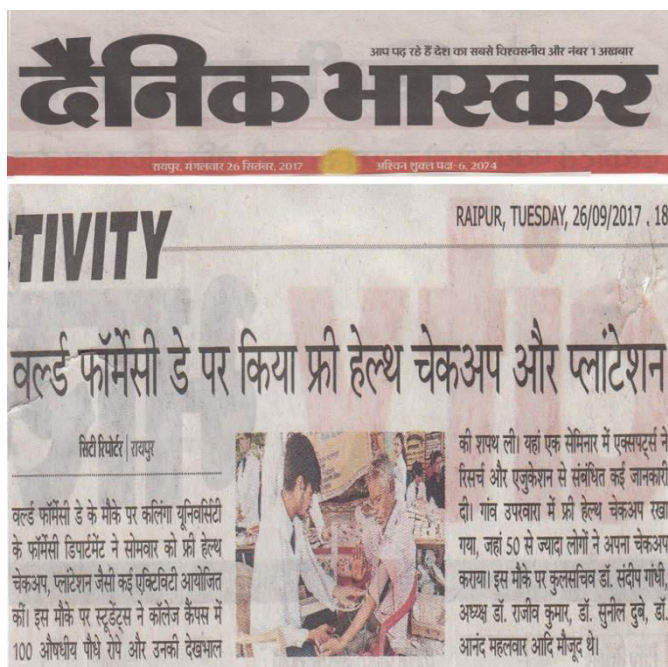 आप पढ़ रहे हैं देश का सबसे विश्वसनीय और नंबर 1 अखबार
दैनिक भास्कर
रायपुर, मंगलवार 26 सितंबर, 2017
अश्विन शुक्ल पक्ष-6, 2074
CTIVITY
RAIPUR, TUESDAY, 26/09/2017 . 18
वर्ल्ड फॉर्मेसी डे पर किया फ्री हेल्थ चेकअप और प्लांटेशन
सिटी रिपोर्टर | रायपुर
वर्ल्ड फॉर्मेसी डे के मौके पर कलिंगा यूनिवर्सिटी
के फॉर्मेसी डिपार्टमेंट ने सोमवार को फ्री हेल्थ
चेकअप, प्लांटेशन जैसी कई एक्टिविटी आयोजित
कीं। इस मौके पर स्टूडेंट्स ने कॉलेज कैंपस में
100 औषधीय पौधे रोपे और उनकी देखभाल
की शपथ ली। यहां एक सेमिनार में एक्सपर्ट्स ने
रिसर्च और एजुकेशन से संबंधित कई जानकारी
दी। गांव उपरवारा में फ्री हेल्थ चेकअप रखा
गया, जहां 50 से ज्यादा लोगों ने अपना चेकअप
कराया। इस मौके पर कुलसचिव डॉ. संदीप गांधी,
अध्यक्ष डॉ. राजीव कुमार, डॉ. सुनील दुबे, डॉ.
आनंद महलवार आदि मौजूद थे।